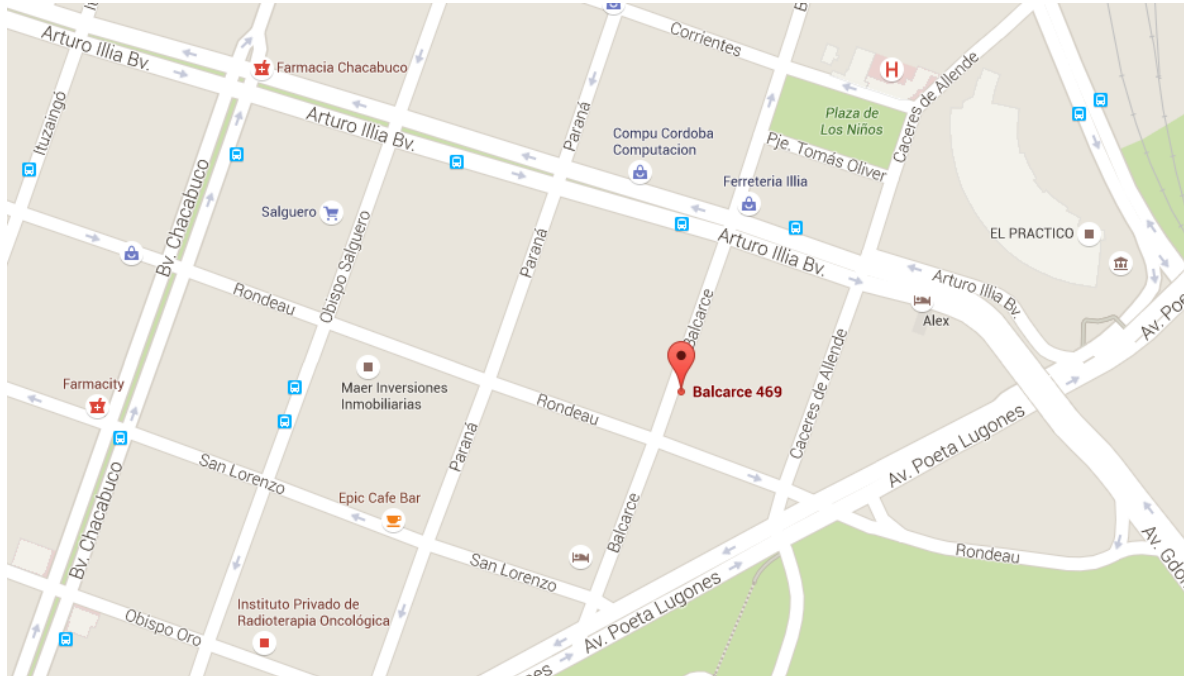 Corrientes
Arturo Illia Bv.
Farmacia Chacabuco
H
Ituzaingó
Arturo Illia Bv.
Paraná
Plaza de
Los Niños
Caceres de Allende
Compu Cordoba
Computacion
Pje. Tomás Oliver
Ferreteria Illia
Bv. Chacabuco
Salguero
Obispo Salguero
Paraná
Arturo Illia Bv.
EL PRACTICO
Arturo Illia Bv.
Rondeau
Balcarce
Alex
Av. Poe
Farmacity
Maer Inversiones
Inmobiliarias
Balcarce 469
Rondeau
Caceres de Allende
Av. Poeta Lugones
Paraná
San Lorenzo
Epic Cafe Bar
Bv. Chacabuco
Balcarce
San Lorenzo
Rondeau
Av. Gdor
Instituto Privado de
Radioterapia Oncológica
Obispo Oro
Av. Poeta Lugones